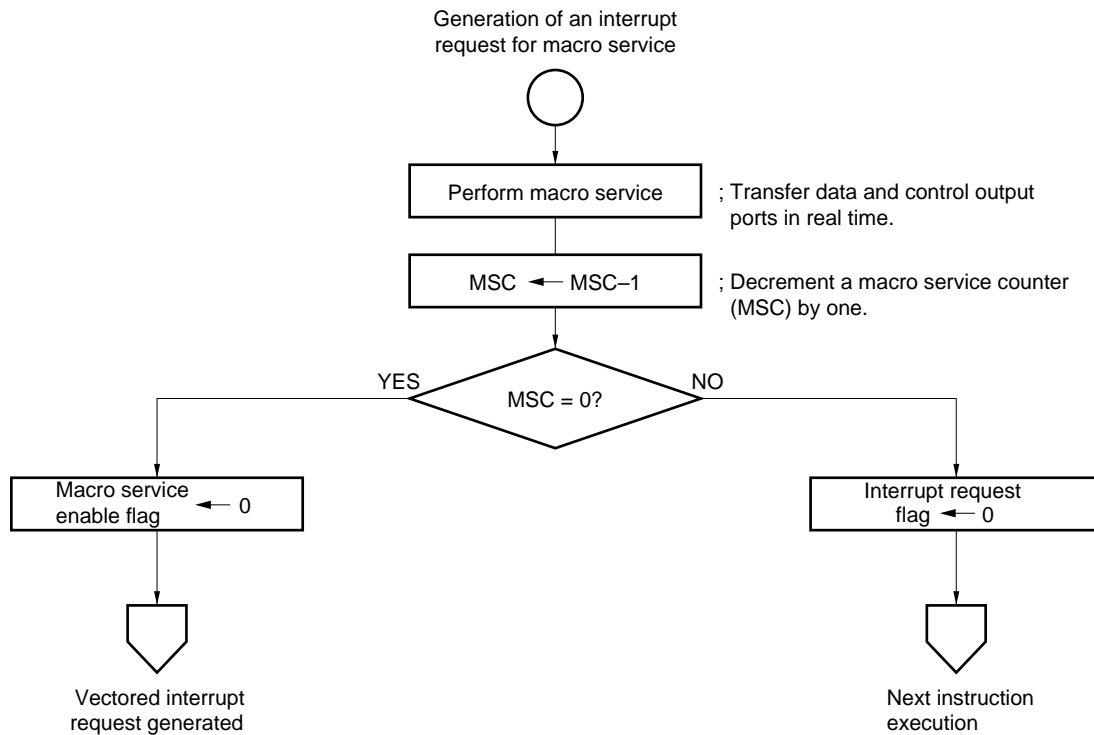 Generation of an interrupt
request for macro service
Perform macro service
; Transfer data and control output
ports in real time.
MSC ← MSC–1
; Decrement a macro service counter
(MSC) by one.
YES
NO
MSC = 0?
Macro service
enable flag ← 0
Interrupt request
flag ← 0
Vectored interrupt
request generated
Next instruction
execution